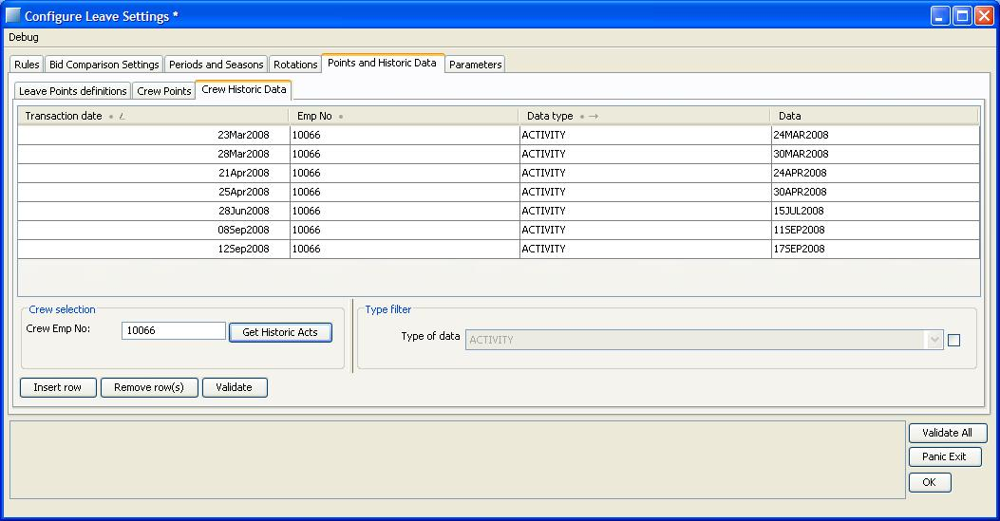 Configure Leave Settings *
Debug
Rules Bid Comparison Settings Periods and Seasons Rotations Points and Historic Data Parameters
Leave Points definitions Crew Points Crew Historic Data
Transaction date Emp No Data type Data
23Mar2008 10066 ACTIVITY 24MAR2008
28Mar2008 10066 ACTIVITY 30MAR2008
21Apr2008 10066 ACTIVITY 24APR2008
25Apr2008 10066 ACTIVITY 30APR2008
28Jun2008 10066 ACTIVITY 15JUL2008
08Sep2008 10066 ACTIVITY 11SEP2008
12Sep2008 10066 ACTIVITY 17SEP2008
Crew selection Type filter
Crew Emp No: 10066 Get Historic Acts Type of data ACTIVITY
Insert row Remove row(s) Validate
Validate All
Panic Exit
OK